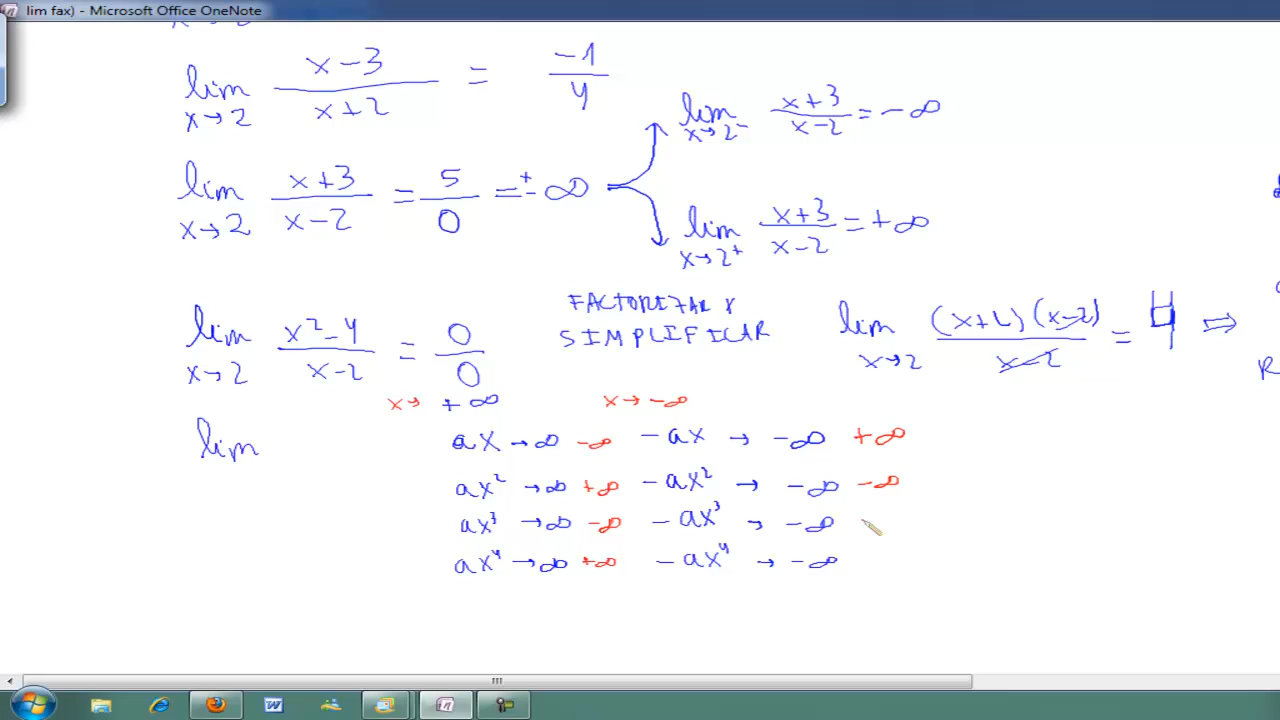 lim fax) - Microsoft Office OneNote
lim x→2 x-3 / x+2 = -1/4
lim x→2 x+3 / x-2 = 5/0 = ±∞
lim x→2⁻ x+3 / x-2 = -∞
lim x→2⁺ x+3 / x-2 = +∞
lim x→2 x²-4 / x-2 = 0/0
FACTORIZAR Y
SIMPLIFICAR
lim x→2 (x+2)(x-2) / x-2 = 4 ⇒
x→ +∞ x→ -∞
lim
ax →∞ -∞ -ax → -∞ +∞
ax² →∞ +∞ -ax² → -∞ -∞
ax³ →∞ -∞ -ax³ → -∞
ax⁴ →∞ +∞ -ax⁴ → -∞